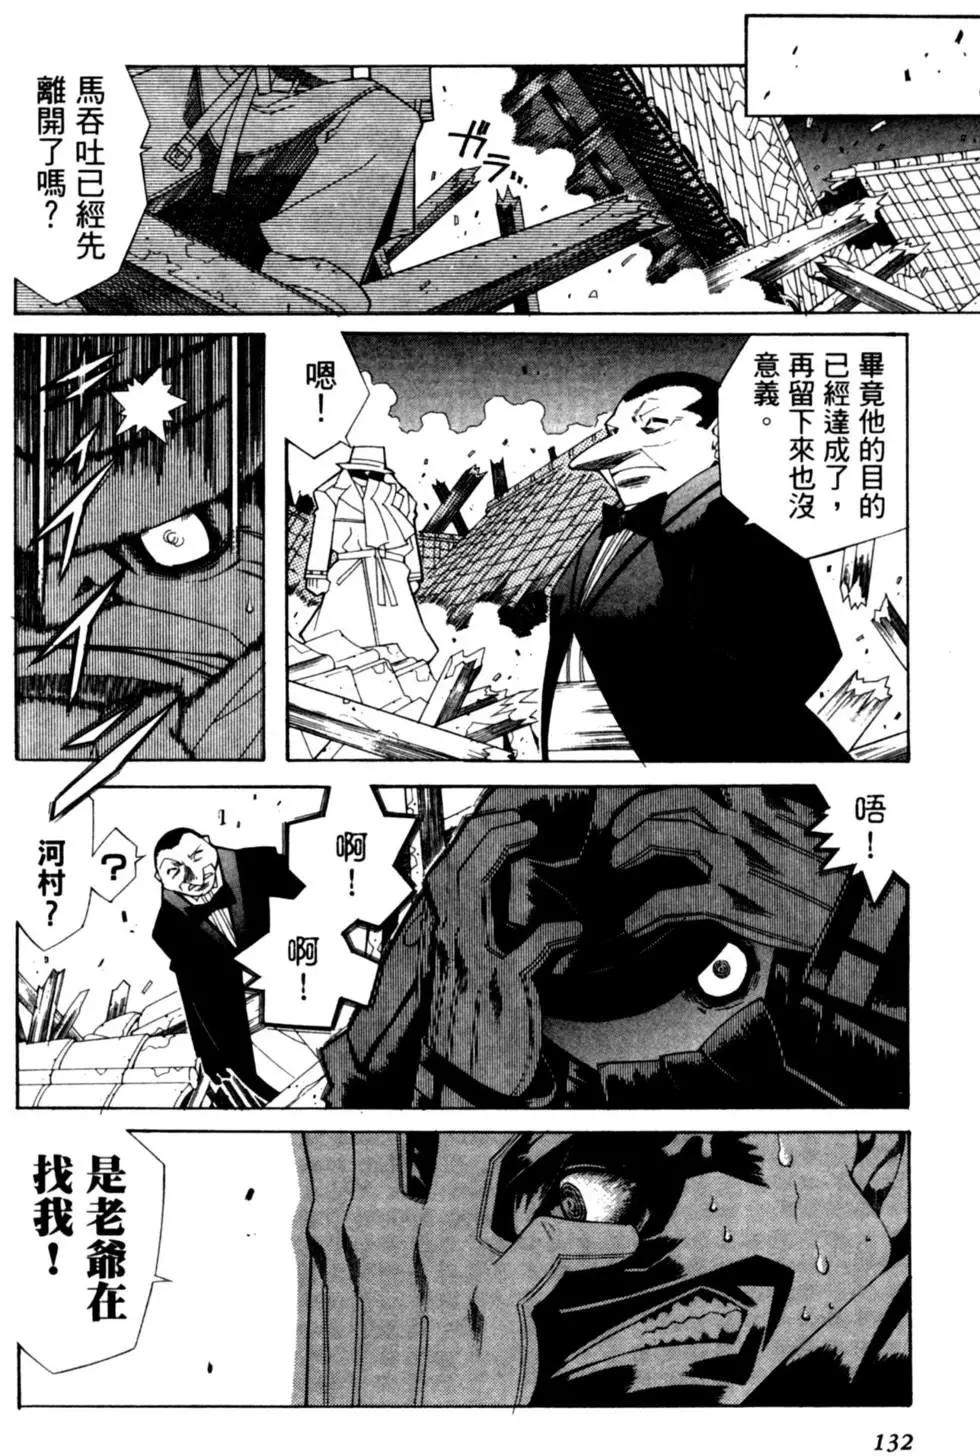 馬吞吐已經先
離開了嗎？
ガラ
畢竟他的目的
已經達成了，
再留下來也沒
意義。
嗯！
唔！
啊！
啊！
？
河村？
是老爺在
找我！
132